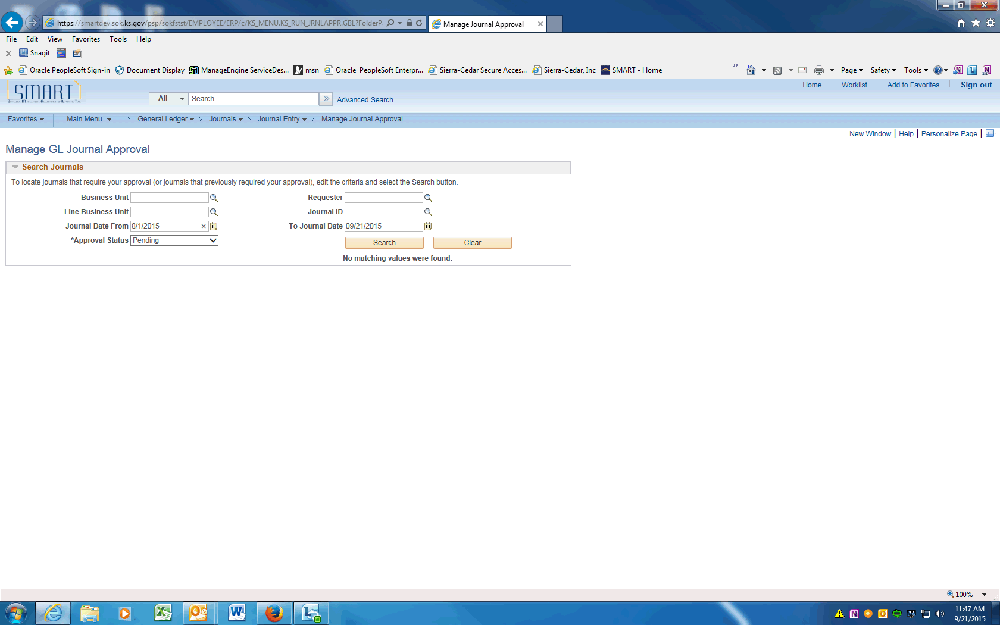 https://smartdev.sok.ks.gov/psp/sokfstst/EMPLOYEE/ERP/c/KS_MENU.KS_RUN_JRNLAPPR.GBL?FolderP
Manage Journal Approval
File Edit View Favorites Tools Help
x Snagit
Oracle PeopleSoft Sign-in Document Display ManageEngine ServiceDes... msn Oracle PeopleSoft Enterpr... Sierra-Cedar Secure Acces... Sierra-Cedar, Inc SMART - Home Page Safety Tools
SMART
Home Worklist Add to Favorites Sign out
All Search Advanced Search
Favorites Main Menu > General Ledger > Journals > Journal Entry > Manage Journal Approval
New Window | Help | Personalize Page |
Manage GL Journal Approval
Search Journals
To locate journals that require your approval (or journals that previously required your approval), edit the criteria and select the Search button.
Business Unit Requester
Line Business Unit Journal ID
Journal Date From 8/1/2015 × To Journal Date 09/21/2015
*Approval Status Pending Search Clear
No matching values were found.
100%
11:47 AM
9/21/2015